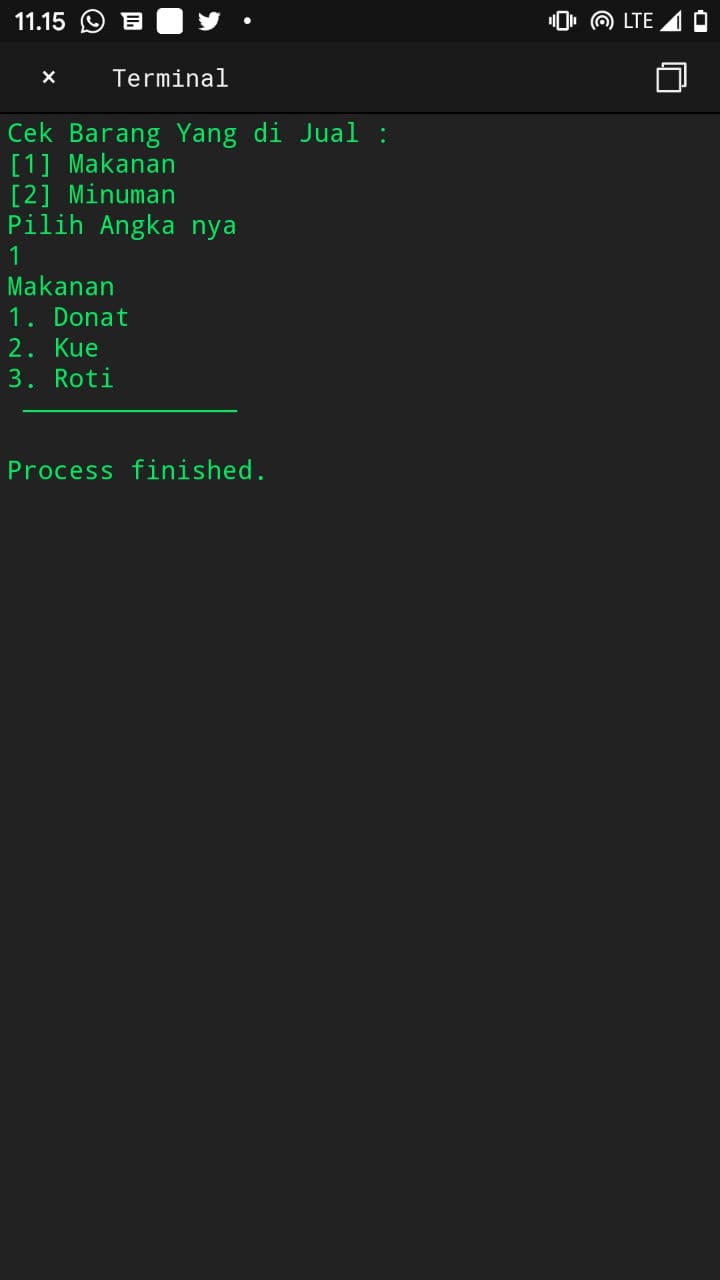 11.15 LTE
× Terminal
Cek Barang Yang di Jual :
[1] Makanan
[2] Minuman
Pilih Angka nya
1
Makanan
1. Donat
2. Kue
3. Roti
______________
Process finished.